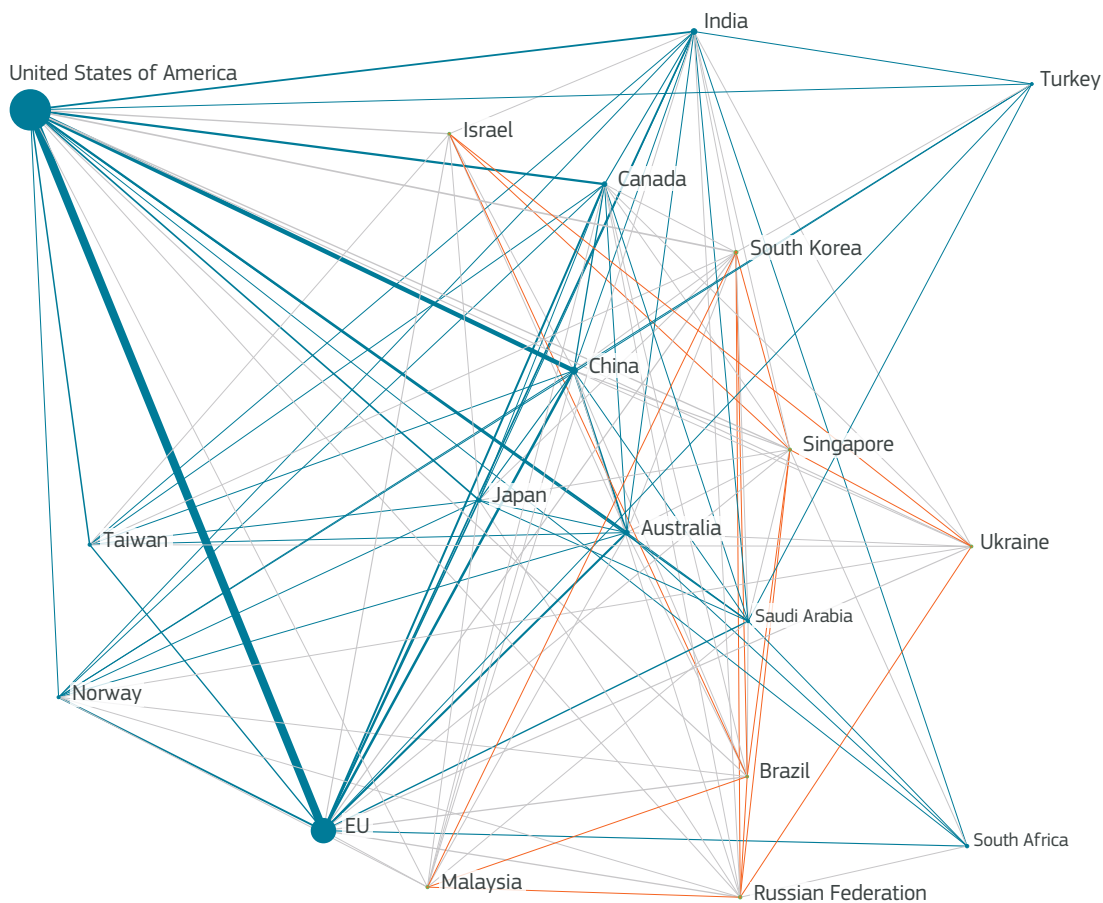 India
United States of America
Turkey
Israel
Canada
South Korea
China
Singapore
Japan
Australia
Taiwan
Ukraine
Saudi Arabia
Norway
Brazil
EU
South Africa
Malaysia
Russian Federation